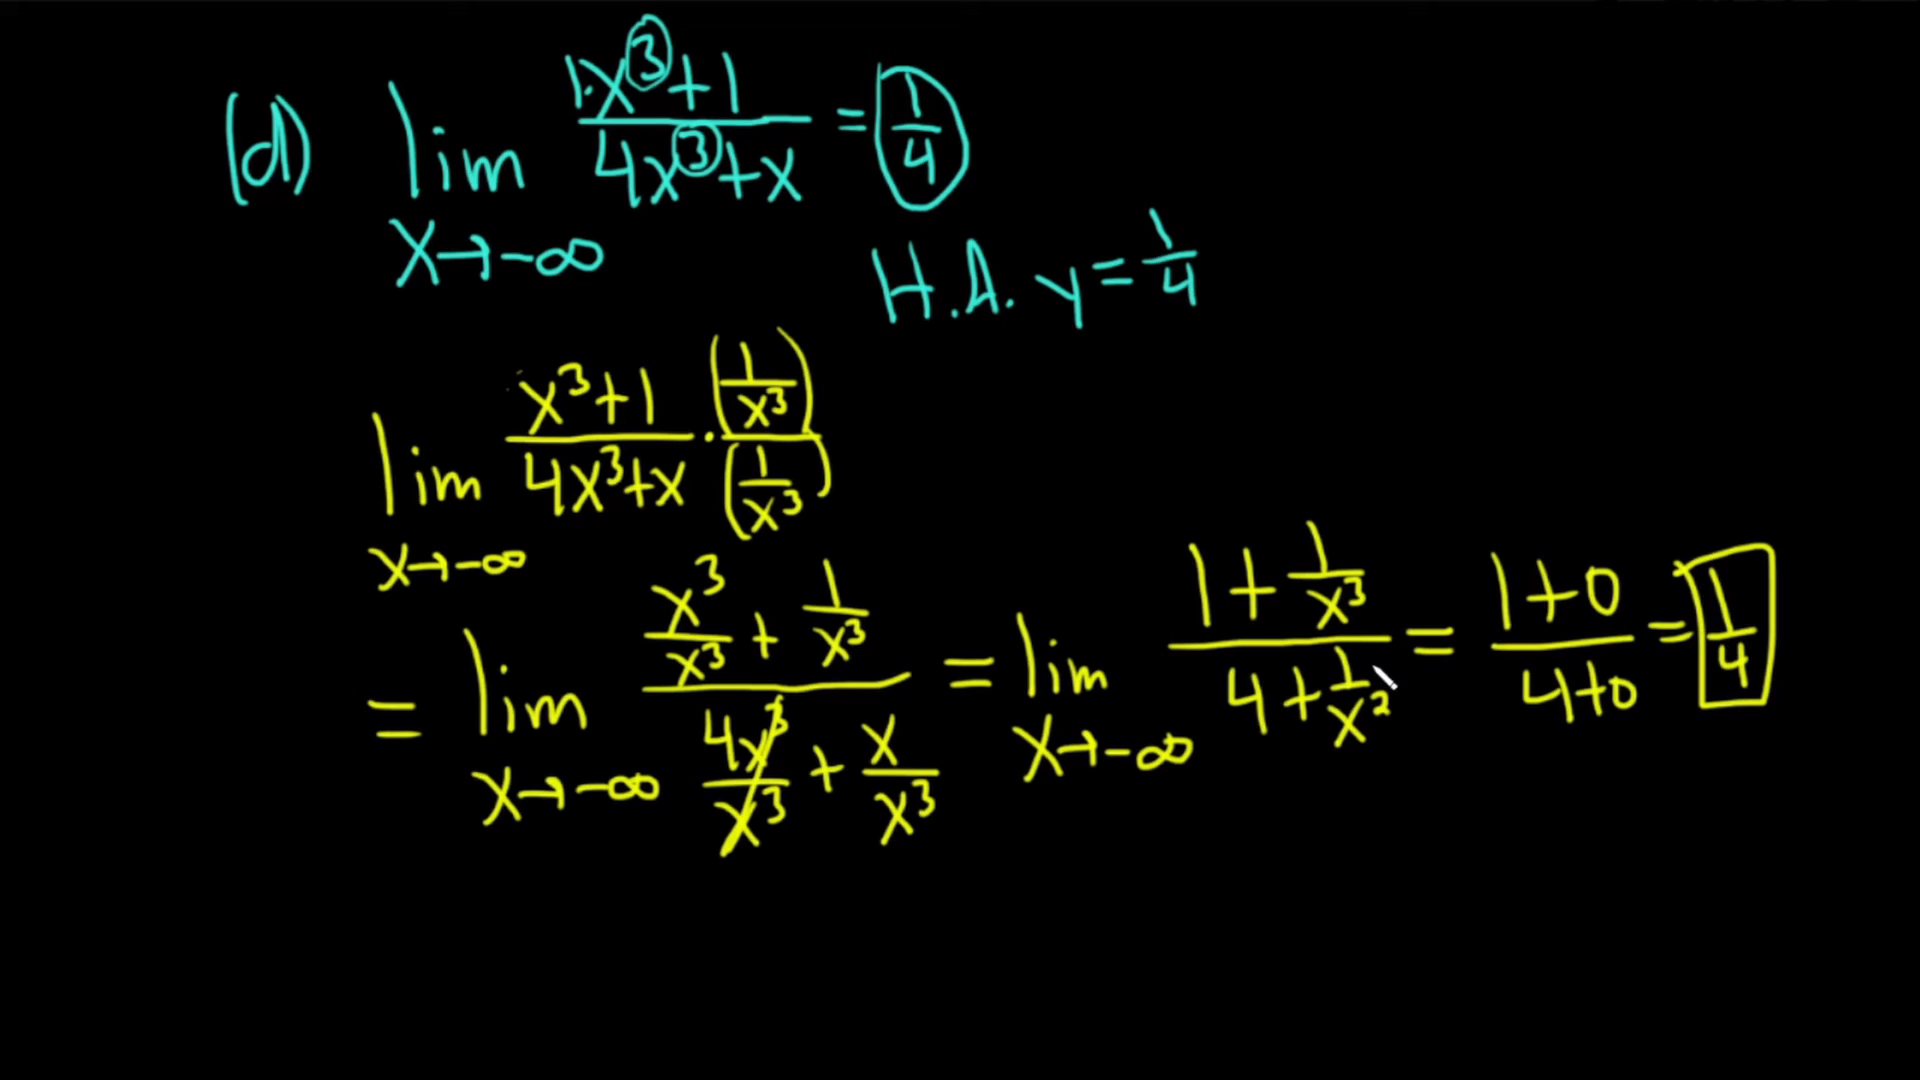 (d) lim x→-∞ (1·x³+1)/(4x³+x) = 1/4
H.A. y = 1/4
lim x→-∞ (x³+1)/(4x³+x) · (1/x³)/(1/x³)
= lim x→-∞ (x³/x³ + 1/x³)/(4x³/x³ + x/x³) = lim x→-∞ (1 + 1/x³)/(4 + 1/x²) = (1+0)/(4+0) = 1/4